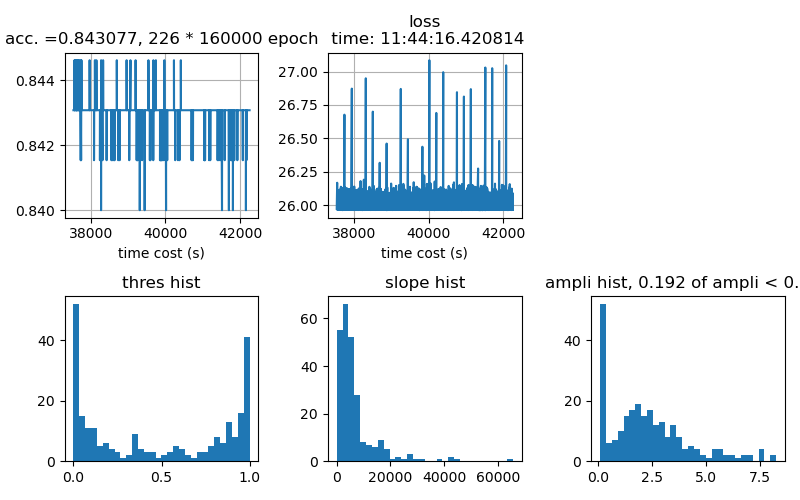 acc. =0.843077, 226 * 160000 epoch
0.844
0.842
0.840
38000 40000 42000
time cost (s)
loss
time: 11:44:16.420814
27.00
26.75
26.50
26.25
26.00
38000 40000 42000
time cost (s)
thres hist
40
20
0
0.0 0.5 1.0
slope hist
60
40
20
0
0 20000 40000 60000
ampli hist, 0.192 of ampli < 0.
40
20
0
0.0 2.5 5.0 7.5